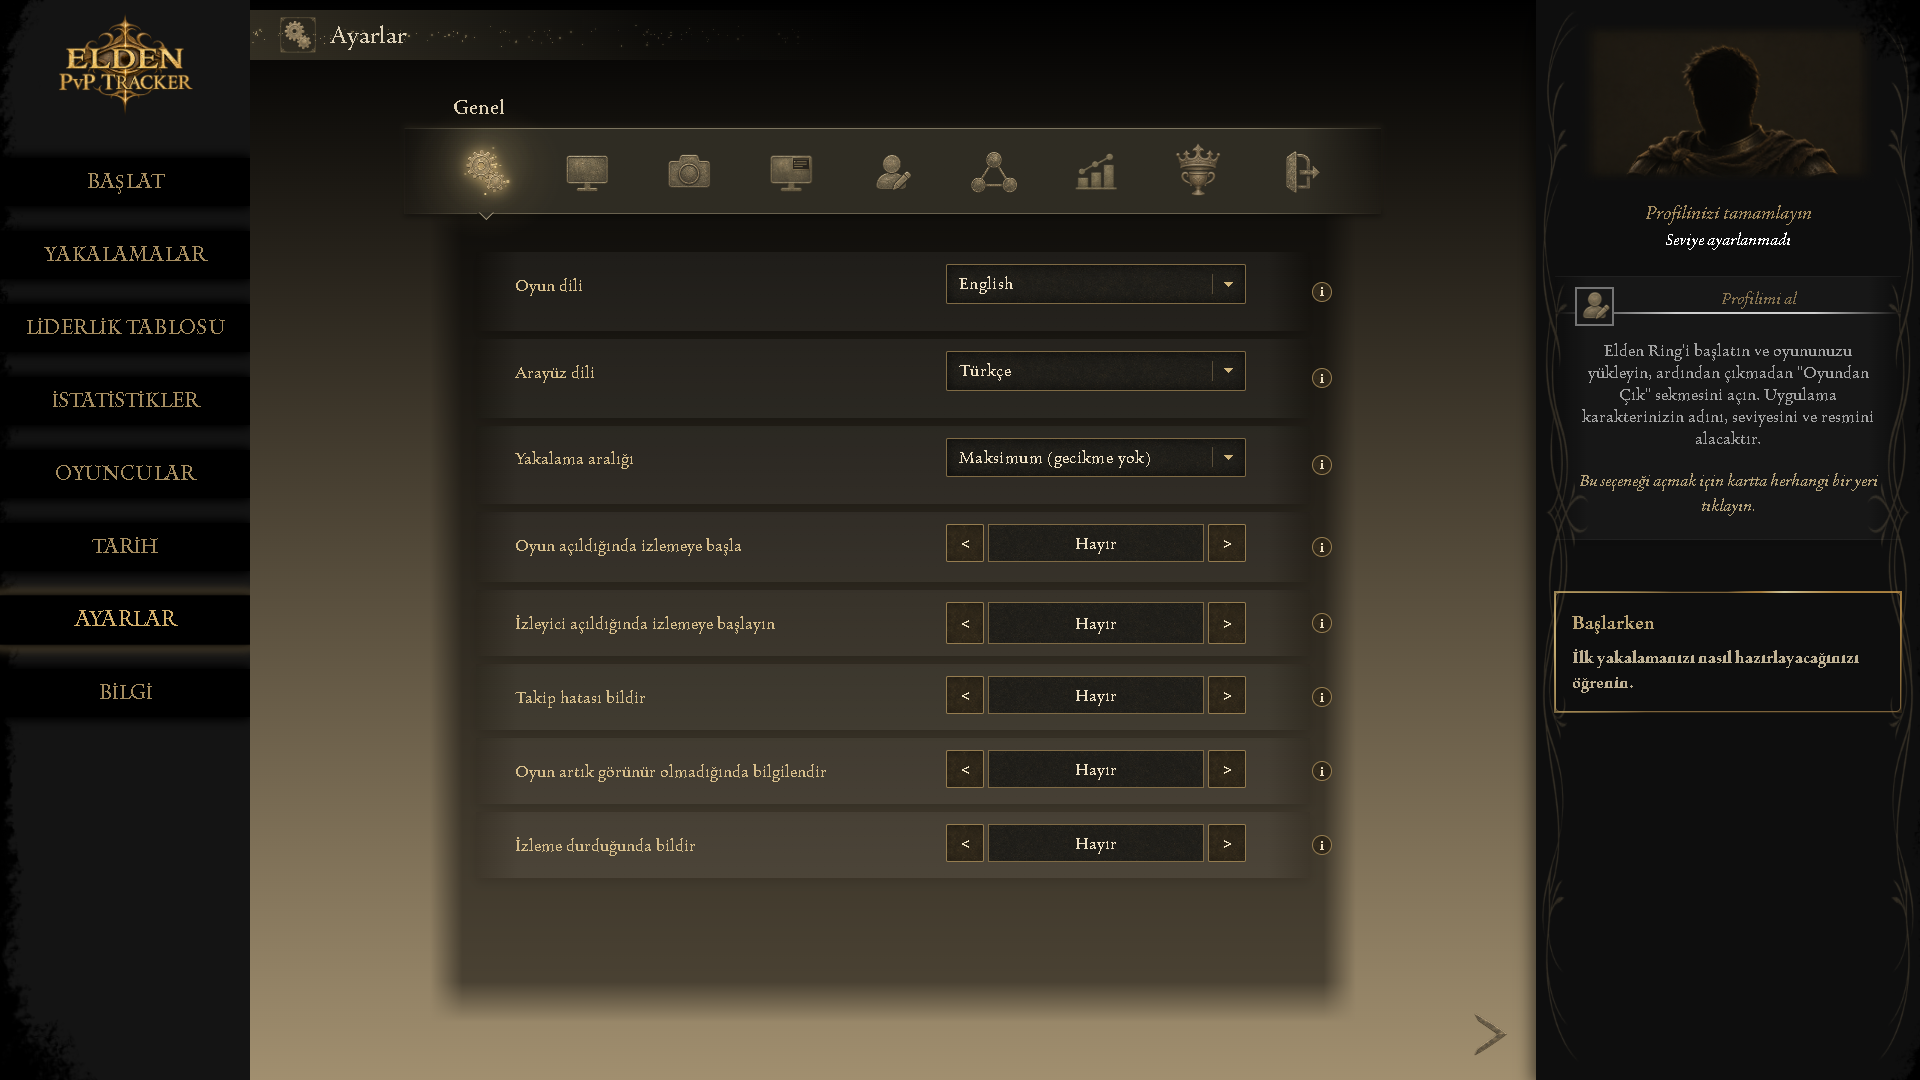 ELDEN
PvP TRACKER
BAŞLAT
YAKALAMALAR
LİDERLİK TABLOSU
İSTATİSTİKLER
OYUNCULAR
TARİH
AYARLAR
BİLGİ
Ayarlar
Genel
Oyun dili
English
Arayüz dili
Türkçe
Yakalama aralığı
Maksimum (gecikme yok)
Oyun açıldığında izlemeye başla
< Hayır >
İzleyici açıldığında izlemeye başlayın
< Hayır >
Takip hatası bildir
< Hayır >
Oyun artık görünür olmadığında bilgilendir
< Hayır >
İzleme durduğunda bildir
< Hayır >
Profilinizi tamamlayın
Seviye ayarlanmadı
Profilimi al
Elden Ring'i başlatın ve oyununuzu
yükleyin, ardından çıkmadan "Oyundan
Çık" sekmesini açın. Uygulama
karakterinizin adını, seviyesini ve resmini
alacaktır.
Bu seçeneği açmak için kartta herhangi bir yeri
tıklayın.
Başlarken
İlk yakalamanızı nasıl hazırlayacağınızı
öğrenin.